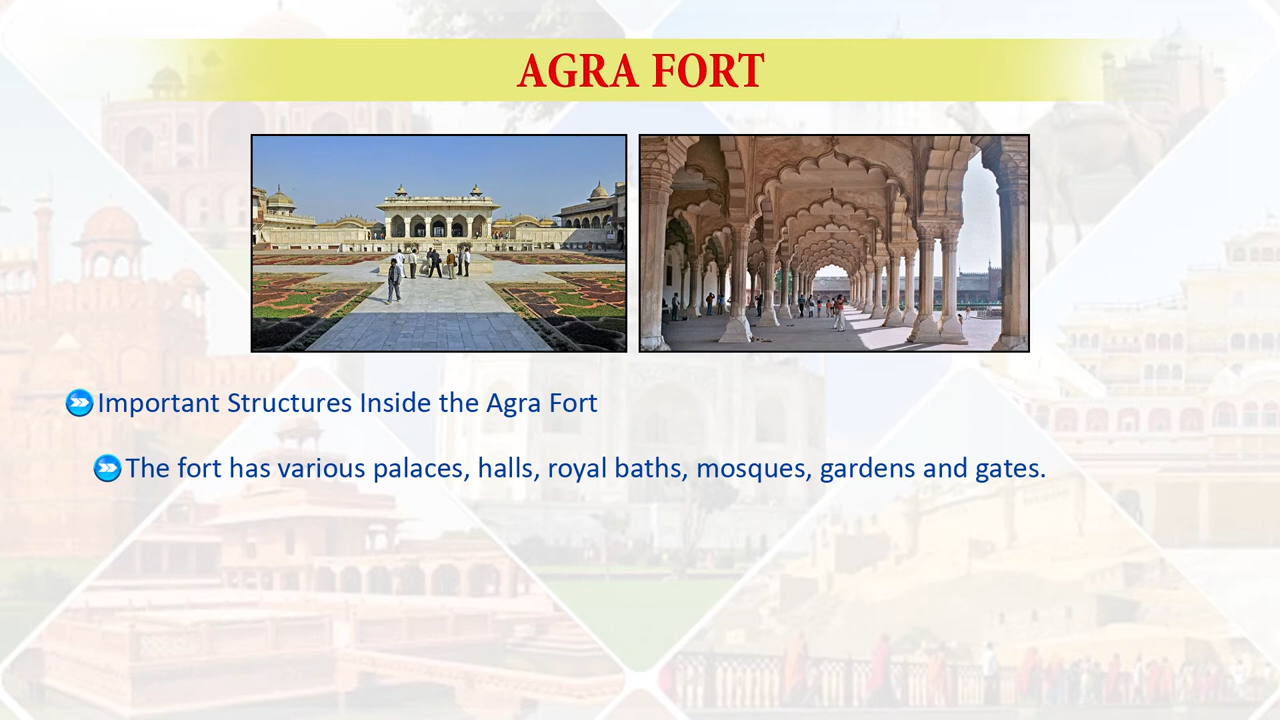 AGRA FORT
Important Structures Inside the Agra Fort
The fort has various palaces, halls, royal baths, mosques, gardens and gates.